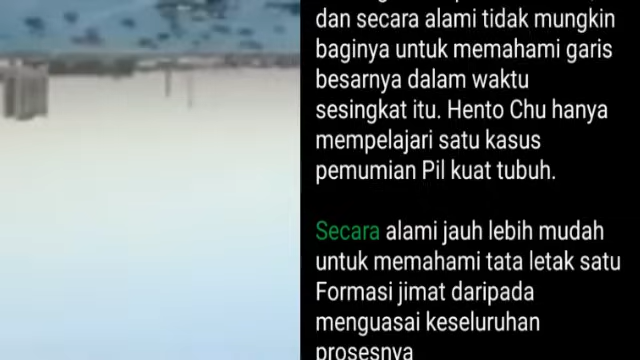 dan secara alami tidak mungkin
baginya untuk memahami garis
besarnya dalam waktu
sesingkat itu. Hento Chu hanya
mempelajari satu kasus
pemumian Pil kuat tubuh.
Secara alami jauh lebih mudah
untuk memahami tata letak satu
Formasi jimat daripada
menguasai keseluruhan
prosesnya